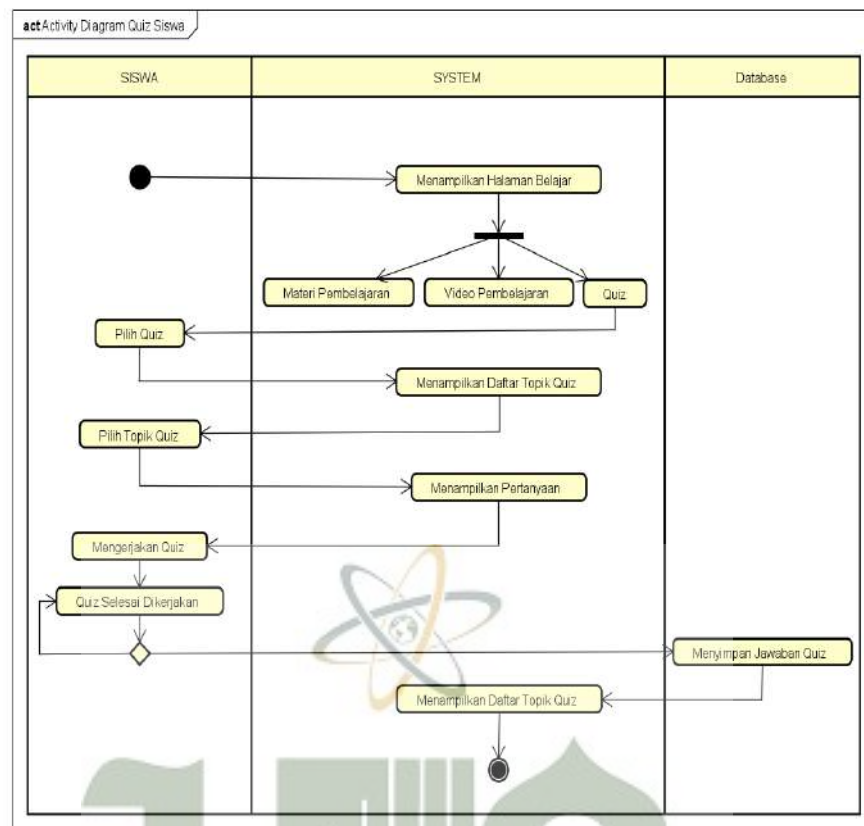 act Activity Diagram Quiz Siswa
SISWA
SYSTEM
Database
Menampilkan Halaman Belajar
Materi Pembelajaran
Video Pembelajaran
Quiz
Pilih Quiz
Menampilkan Daftar Topik Quiz
Pilih Topik Quiz
Menampilkan Pertanyaan
Mengerjakan Quiz
Quiz Selesai Dikerjakan
Menyimpan Jawaban Quiz
Menampilkan Daftar Topik Quiz